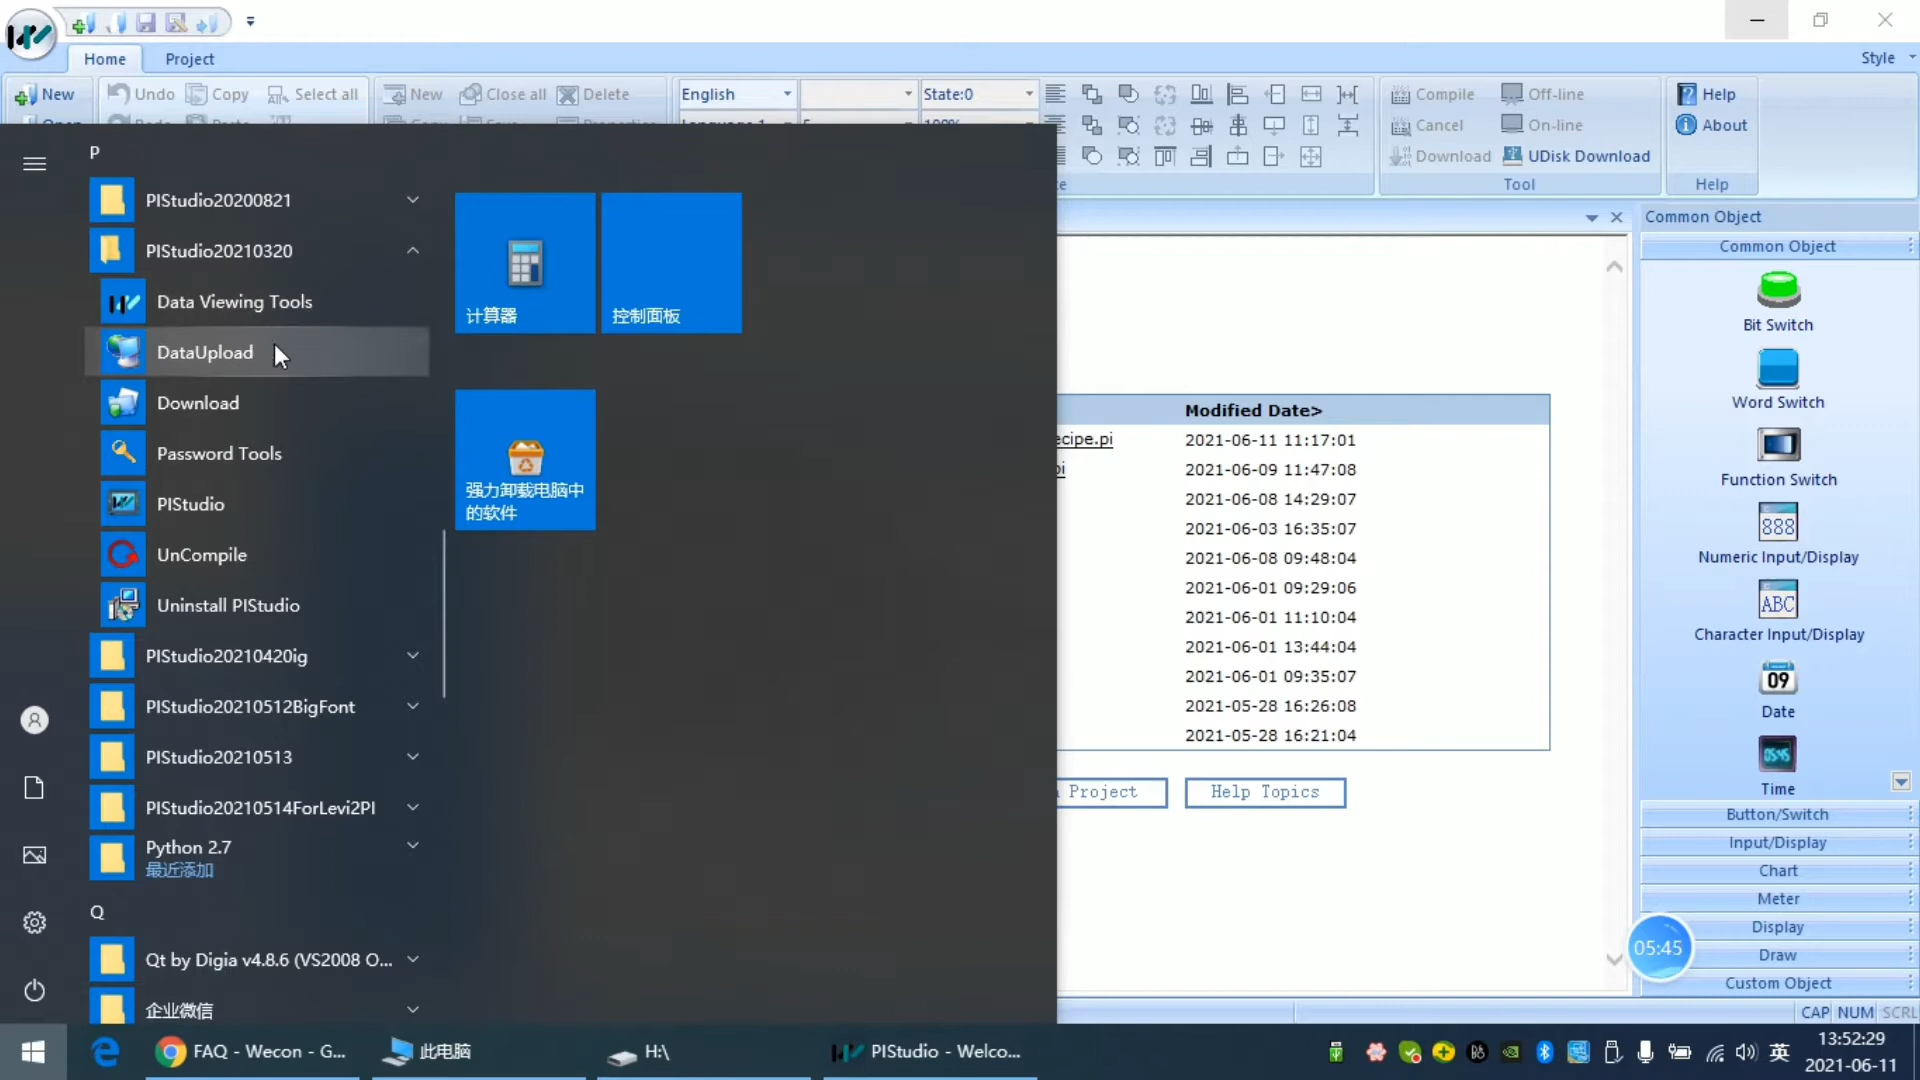 Home
Project
Style
New
Undo
Copy
Select all
New
Close all
Delete
English
State:0
Compile
Off-line
Help
Cancel
On-line
About
Download
UDisk Download
Tool
Help
P
PIStudio20200821
PIStudio20210320
Data Viewing Tools
DataUpload
Download
Password Tools
PIStudio
UnCompile
Uninstall PIStudio
PIStudio20210420ig
PIStudio20210512BigFont
PIStudio20210513
PIStudio20210514ForLevi2PI
Python 2.7
最近添加
Q
Qt by Digia v4.8.6 (VS2008 O...
企业微信
计算器
控制面板
强力卸载电脑中
的软件
Modified Date>
ecipe.pi
2021-06-11 11:17:01
pi
2021-06-09 11:47:08
2021-06-08 14:29:07
2021-06-03 16:35:07
2021-06-08 09:48:04
2021-06-01 09:29:06
2021-06-01 11:10:04
2021-06-01 13:44:04
2021-06-01 09:35:07
2021-05-28 16:26:08
2021-05-28 16:21:04
Project
Help Topics
Common Object
Common Object
Bit Switch
Word Switch
Function Switch
888
Numeric Input/Display
ABC
Character Input/Display
09
Date
05:45
Time
Button/Switch
Input/Display
Chart
Meter
Display
Draw
Custom Object
05:45
CAP NUM SCRL
FAQ - Wecon - G...
此电脑
H:\
PIStudio - Welco...
英
13:52:29
2021-06-11